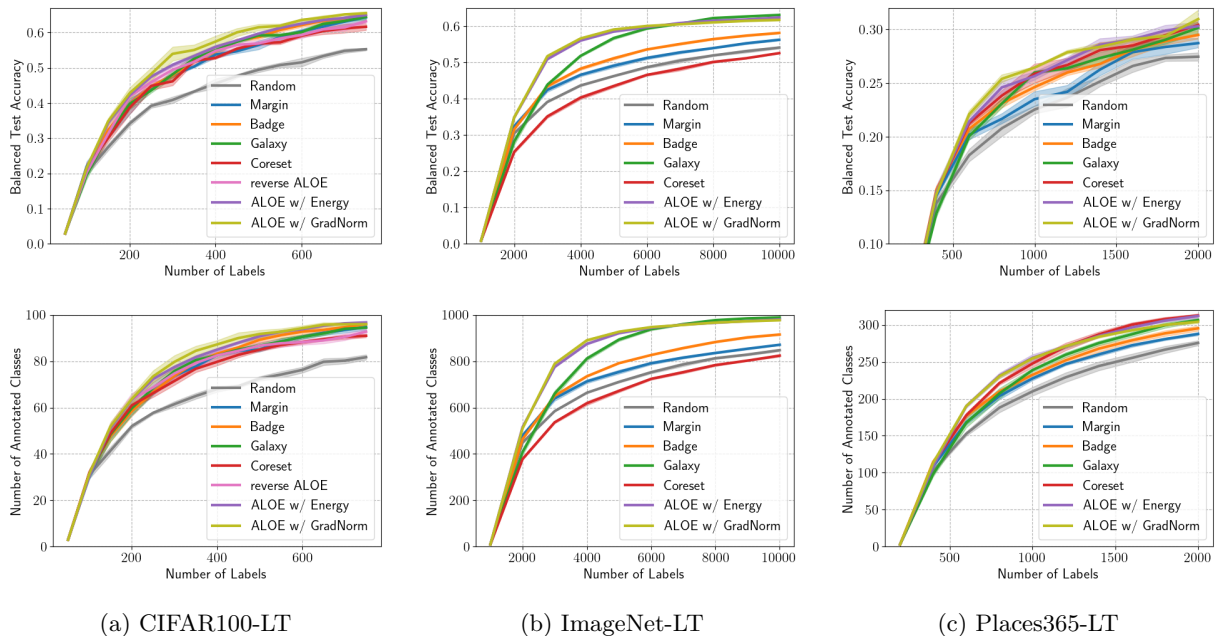 0.6
0.5
0.4
0.3
0.2
0.1
0.0
Balanced Test Accuracy
Random
Margin
Badge
Galaxy
Coreset
reverse ALOE
ALOE w/ Energy
ALOE w/ GradNorm
200
400
600
Number of Labels
0.6
0.5
0.4
0.3
0.2
0.1
0.0
Balanced Test Accuracy
Random
Margin
Badge
Galaxy
Coreset
ALOE w/ Energy
ALOE w/ GradNorm
2000
4000
6000
8000
10000
Number of Labels
0.30
0.25
0.20
0.15
0.10
Balanced Test Accuracy
Random
Margin
Badge
Galaxy
Coreset
ALOE w/ Energy
ALOE w/ GradNorm
500
1000
1500
2000
Number of Labels
100
80
60
40
20
0
Number of Annotated Classes
Random
Margin
Badge
Galaxy
Coreset
reverse ALOE
ALOE w/ Energy
ALOE w/ GradNorm
200
400
600
Number of Labels
1000
800
600
400
200
0
Number of Annotated Classes
Random
Margin
Badge
Galaxy
Coreset
ALOE w/ Energy
ALOE w/ GradNorm
2000
4000
6000
8000
10000
Number of Labels
300
250
200
150
100
50
0
Number of Annotated Classes
Random
Margin
Badge
Galaxy
Coreset
ALOE w/ Energy
ALOE w/ GradNorm
500
1000
1500
2000
Number of Labels
(a) CIFAR100-LT
(b) ImageNet-LT
(c) Places365-LT